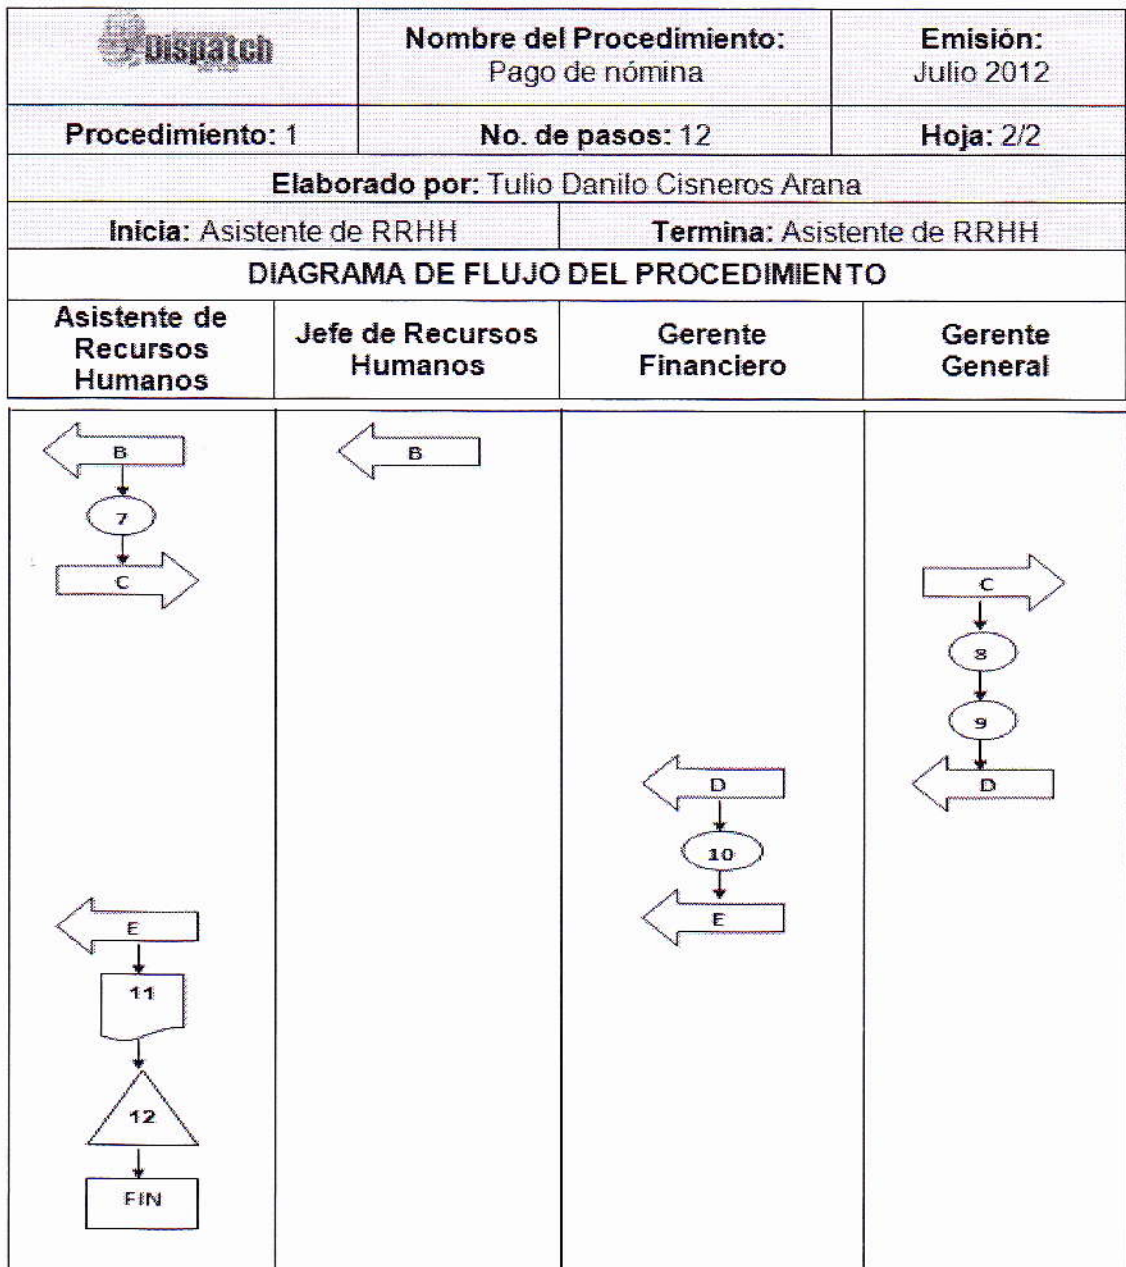 Dispatch
Nombre del Procedimiento:
Pago de nómina
Emisión:
Julio 2012
Procedimiento: 1
No. de pasos: 12
Hoja: 2/2
Elaborado por: Tulio Danilo Cisneros Arana
Inicia: Asistente de RRHH
Termina: Asistente de RRHH
DIAGRAMA DE FLUJO DEL PROCEDIMIENTO
Asistente de
Recursos
Humanos
Jefe de Recursos
Humanos
Gerente
Financiero
Gerente
General
B
B
7
C
C
8
9
D
D
10
E
E
11
12
FIN